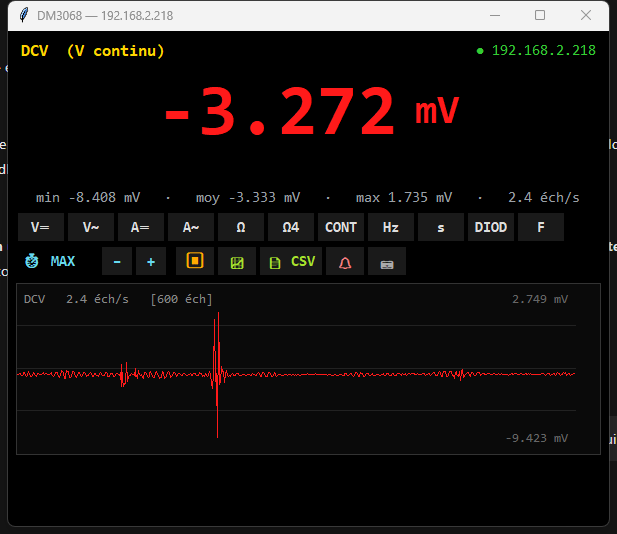 DM3068 — 192.168.2.218
DCV (V continu) ● 192.168.2.218
-3.272 mV
min -8.408 mV · moy -3.333 mV · max 1.735 mV · 2.4 éch/s
V= V~ A= A~ Ω Ω4 CONT Hz s DIOD F
MAX - + CSV
DCV 2.4 éch/s [600 éch] 2.749 mV
-9.423 mV